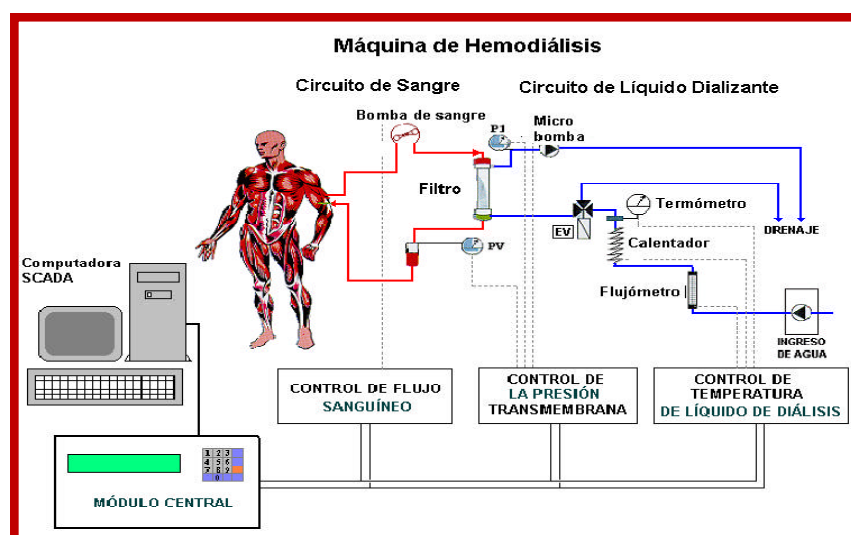 Máquina de Hemodiálisis
Circuito de Sangre
Circuito de Líquido Dializante
Bomba de sangre
P1
Micro
bomba
Filtro
Termómetro
EV
DRENAJE
PV
Calentador
Computadora
SCADA
Flujómetro
INGRESO
DE AGUA
CONTROL DE FLUJO
SANGUÍNEO
CONTROL DE
LA PRESIÓN
TRANSMEMBRANA
CONTROL DE
TEMPERATURA
DE LÍQUIDO DE DIÁLISIS
1 2 3
4 5 6
7 8 9
0
MÓDULO CENTRAL